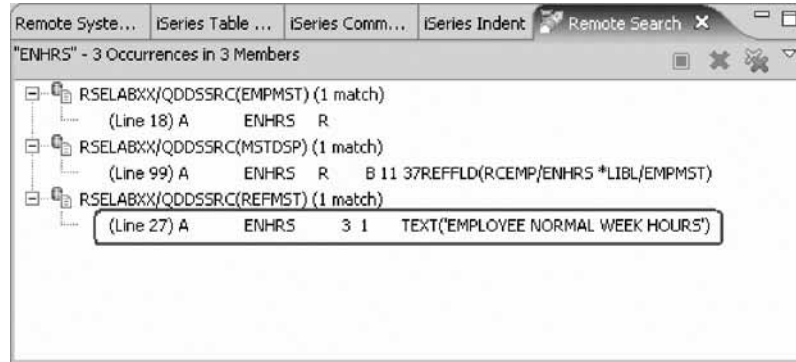 Remote Syste... iSeries Table ... iSeries Comm... iSeries Indent Remote Search
"ENHRS" - 3 Occurrences in 3 Members
RSELABXX/QDDSSRC(EMPMST) (1 match)
(Line 18) A ENHRS R
RSELABXX/QDDSSRC(MSTDSP) (1 match)
(Line 99) A ENHRS R B 11 37REFFLD(RCEMP/ENHRS *LIBL/EMPMST)
RSELABXX/QDDSSRC(REFMST) (1 match)
(Line 27) A ENHRS 3 1 TEXT('EMPLOYEE NORMAL WEEK HOURS')